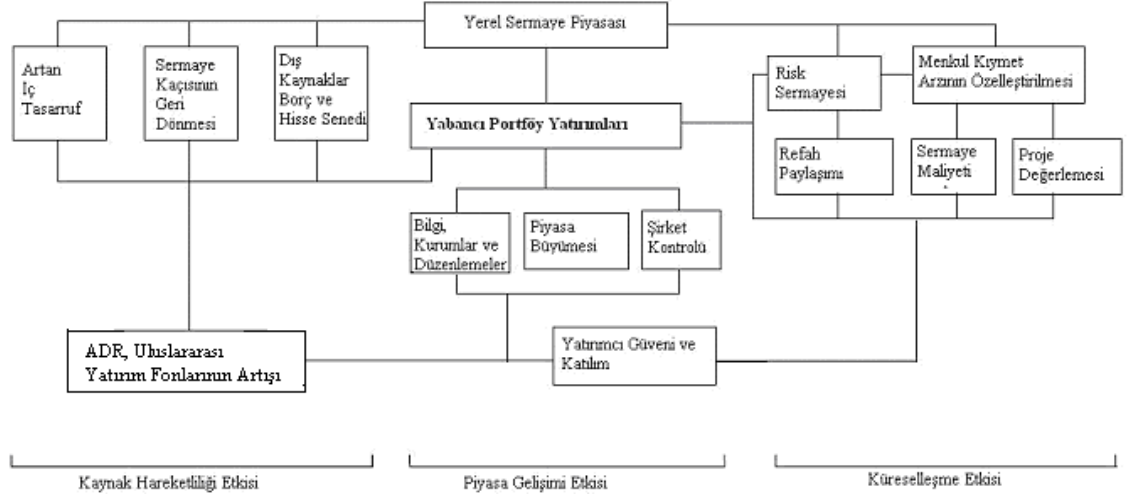 Yerel Sermaye Piyasası
Artan
İç
Tasarruf
Sermaye
Kaçısının
Geri
Dönmesi
Dış
Kaynaklar
Borç ve
Hisse Senedi
Risk
Sermayesi
Menkul Kıymet
Arzının Özelleştirilmesi
Yabancı Portföy Yatırımları
Refah
Paylaşımı
Sermaye
Maliyeti
Proje
Değerlemesi
Bilgi,
Kurumlar ve
Düzenlemeler
Piyasa
Büyümesi
Şirket
Kontrolü
ADR, Uluslararası
Yatırım Fonlarının Artışı
Yatırımcı Güveni ve
Katılım
Kaynak Hareketliliği Etkisi
Piyasa Gelişimi Etkisi
Küreselleşme Etkisi